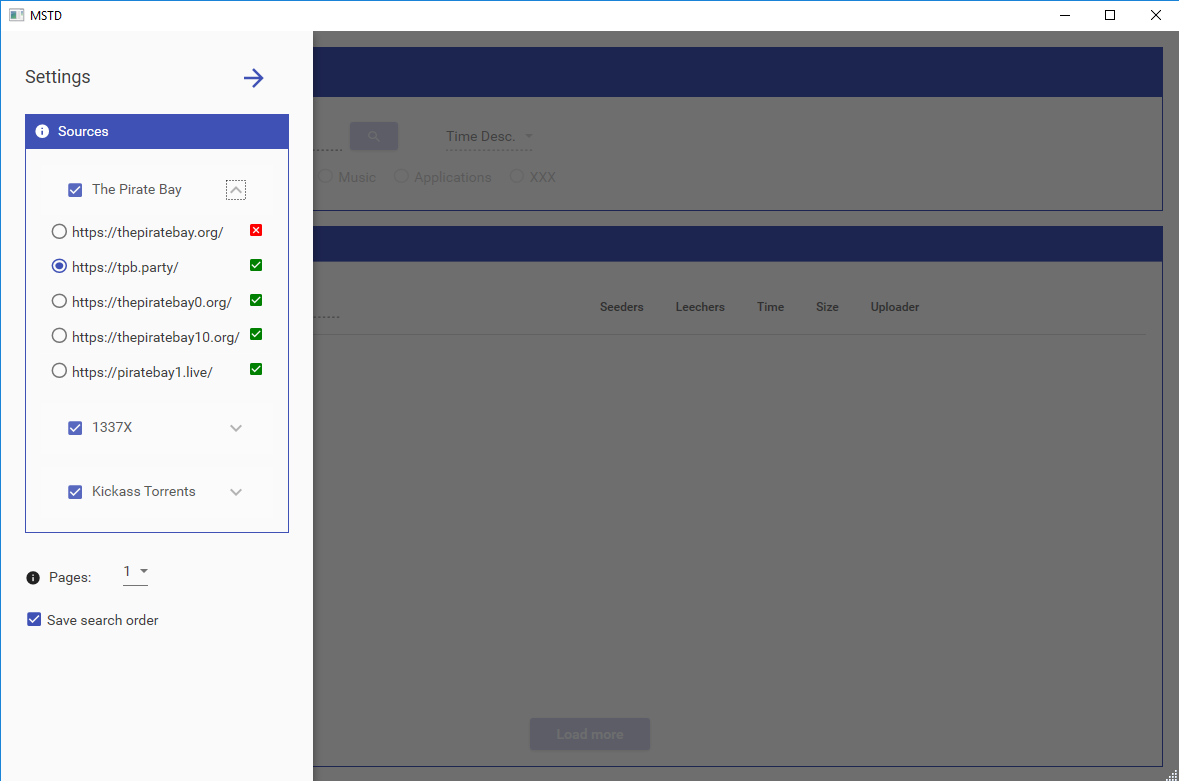 MSTD
Settings
Sources
Time Desc.
Music Applications XXX
The Pirate Bay
https://thepiratebay.org/
https://tpb.party/
https://thepiratebay0.org/
https://thepiratebay10.org/
https://piratebay1.live/
Seeders Leechers Time Size Uploader
1337X
Kickass Torrents
Pages: 1
Save search order
Load more